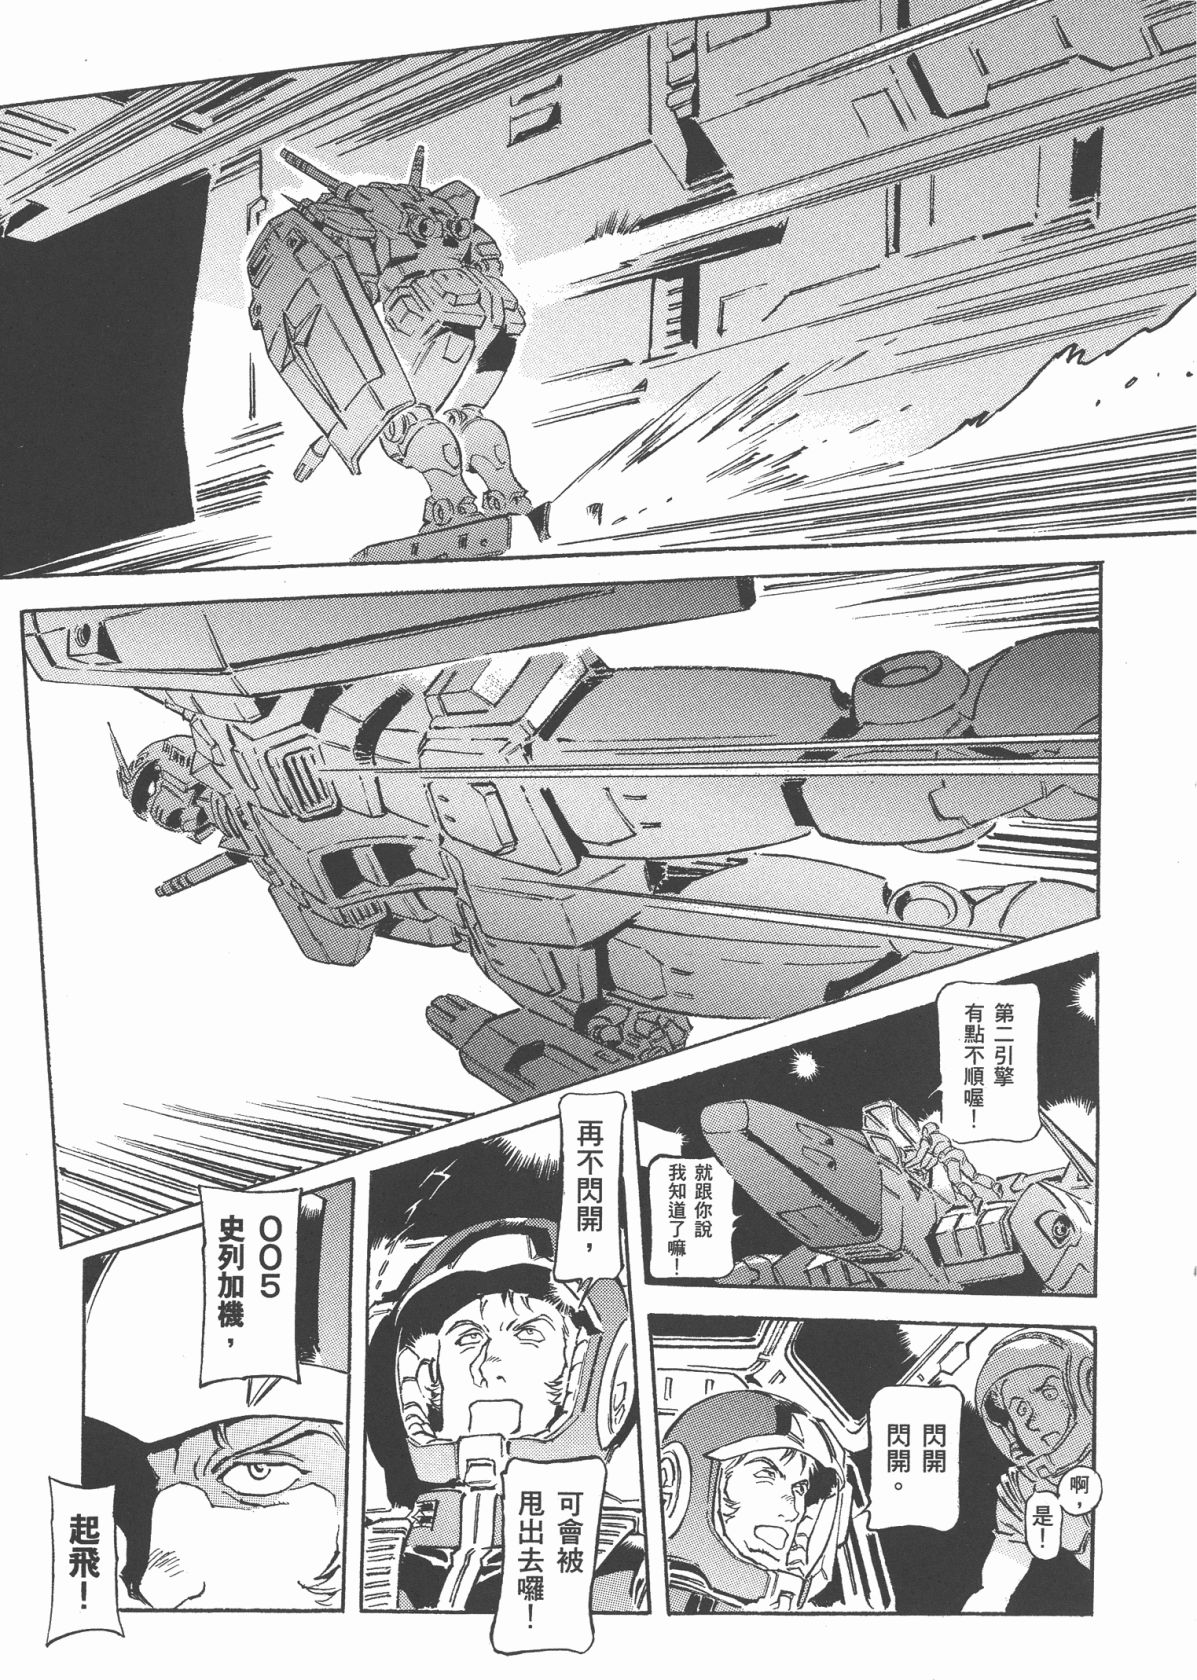 第二引擎
有點不順喔！
就跟你說
我知道了嘛！
啊，
是！
閃開
閃開。
再不閃開，
可會被
甩出去囉！
005
史列加機，
起飛！